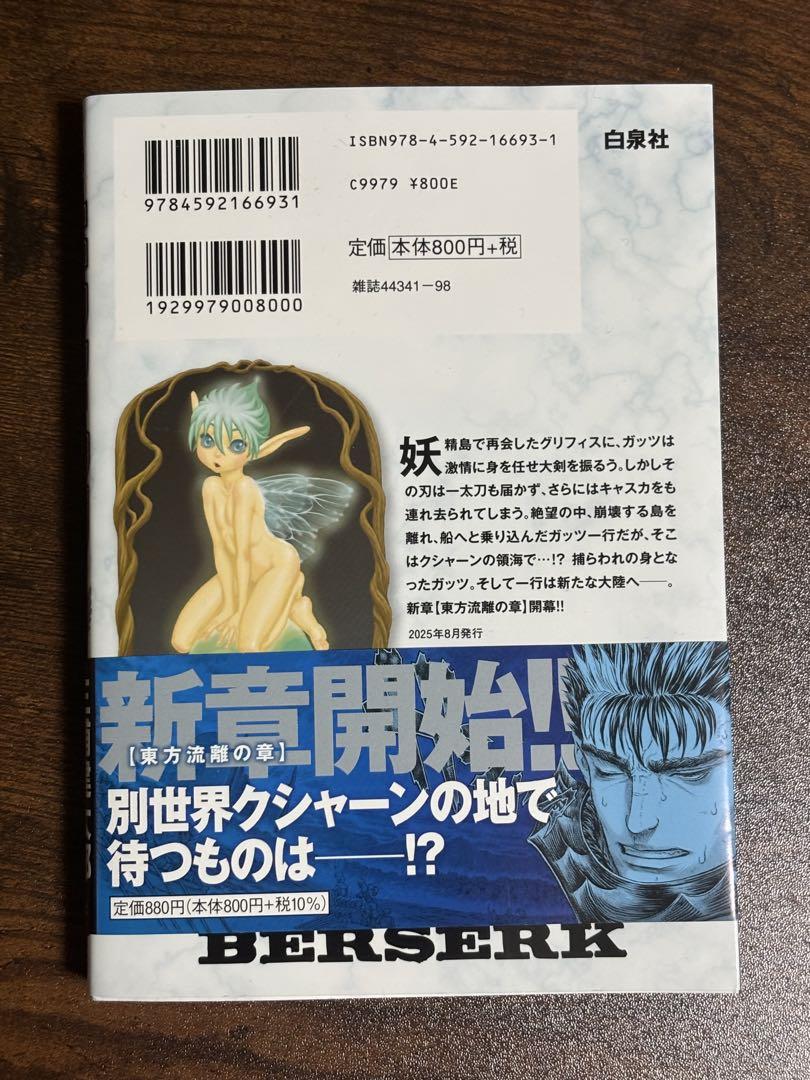 ISBN978-4-592-16693-1
白泉社
9784592166931
C9979 ¥800E
定価 本体800円+税
1929979008000
雑誌44341-98
妖精島で再会したグリフィスに、ガッツは
激情に身を任せ大剣を振るう。しかしそ
の刃は一太刀も届かず、さらにはキャスカをも
連れ去られてしまう。絶望の中、崩壊する島を
離れ、船へと乗り込んだガッツ一行だが、そこ
はクシャーンの領海で…!? 捕らわれの身とな
ったガッツ。そして一行は新たな大陸へ――。
新章【東方流離の章】開幕!!
2025年8月発行
新章開始!!
【東方流離の章】
別世界クシャーンの地で
待つものは――!?
定価880円(本体800円+税10%)
BERSERK